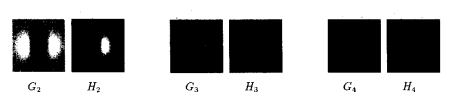 G₂ H₂ G₃ H₃ G₄ H₄